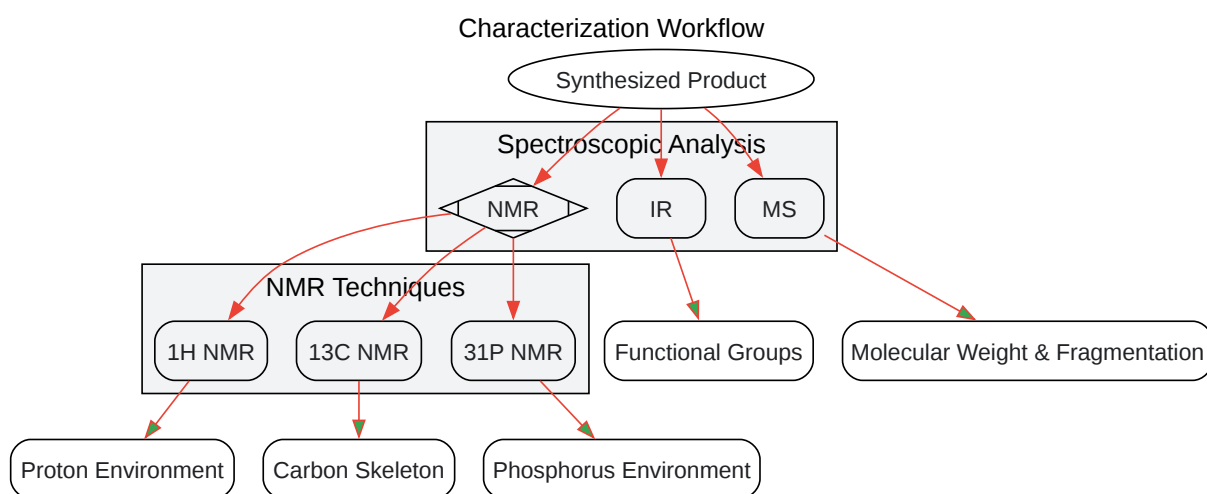 Characterization Workflow
Synthesized Product
Spectroscopic Analysis
NMR
IR
MS
NMR Techniques
1H NMR
13C NMR
31P NMR
Functional Groups
Molecular Weight & Fragmentation
Proton Environment
Carbon Skeleton
Phosphorus Environment